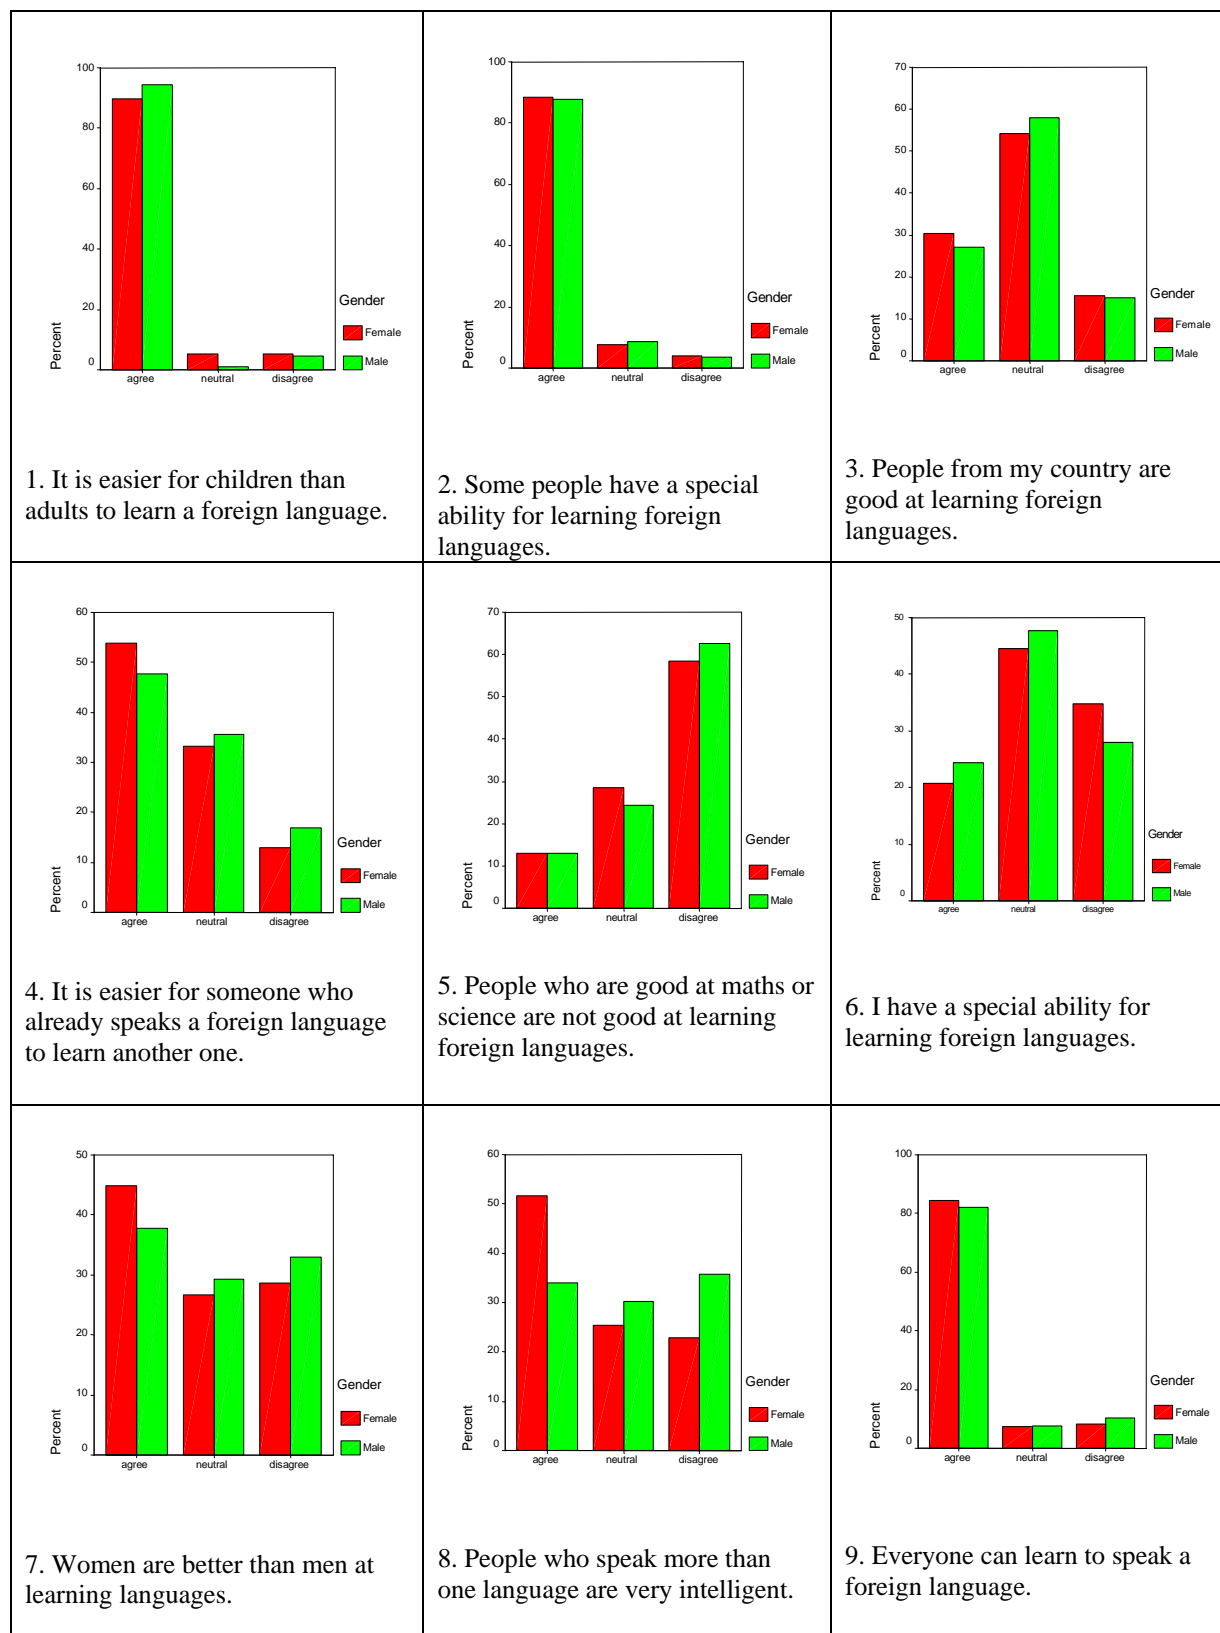 100
80
60
40
20
0
Percent
agree
neutral
disagree
Gender
Female
Male
1. It is easier for children than
adults to learn a foreign language.
100
80
60
40
20
0
Percent
agree
neutral
disagree
Gender
Female
Male
2. Some people have a special
ability for learning foreign
languages.
70
60
50
40
30
20
10
0
Percent
agree
neutral
disagree
Gender
Female
Male
3. People from my country are
good at learning foreign
languages.
60
50
40
30
20
10
0
Percent
agree
neutral
disagree
Gender
Female
Male
4. It is easier for someone who
already speaks a foreign language
to learn another one.
70
60
50
40
30
20
10
0
Percent
agree
neutral
disagree
Gender
Female
Male
5. People who are good at maths or
science are not good at learning
foreign languages.
50
40
30
20
10
0
Percent
agree
neutral
disagree
Gender
Female
Male
6. I have a special ability for
learning foreign languages.
50
40
30
20
10
0
Percent
agree
neutral
disagree
Gender
Female
Male
7. Women are better than men at
learning languages.
60
50
40
30
20
10
0
Percent
agree
neutral
disagree
Gender
Female
Male
8. People who speak more than
one language are very intelligent.
100
80
60
40
20
0
Percent
agree
neutral
disagree
Gender
Female
Male
9. Everyone can learn to speak a
foreign language.